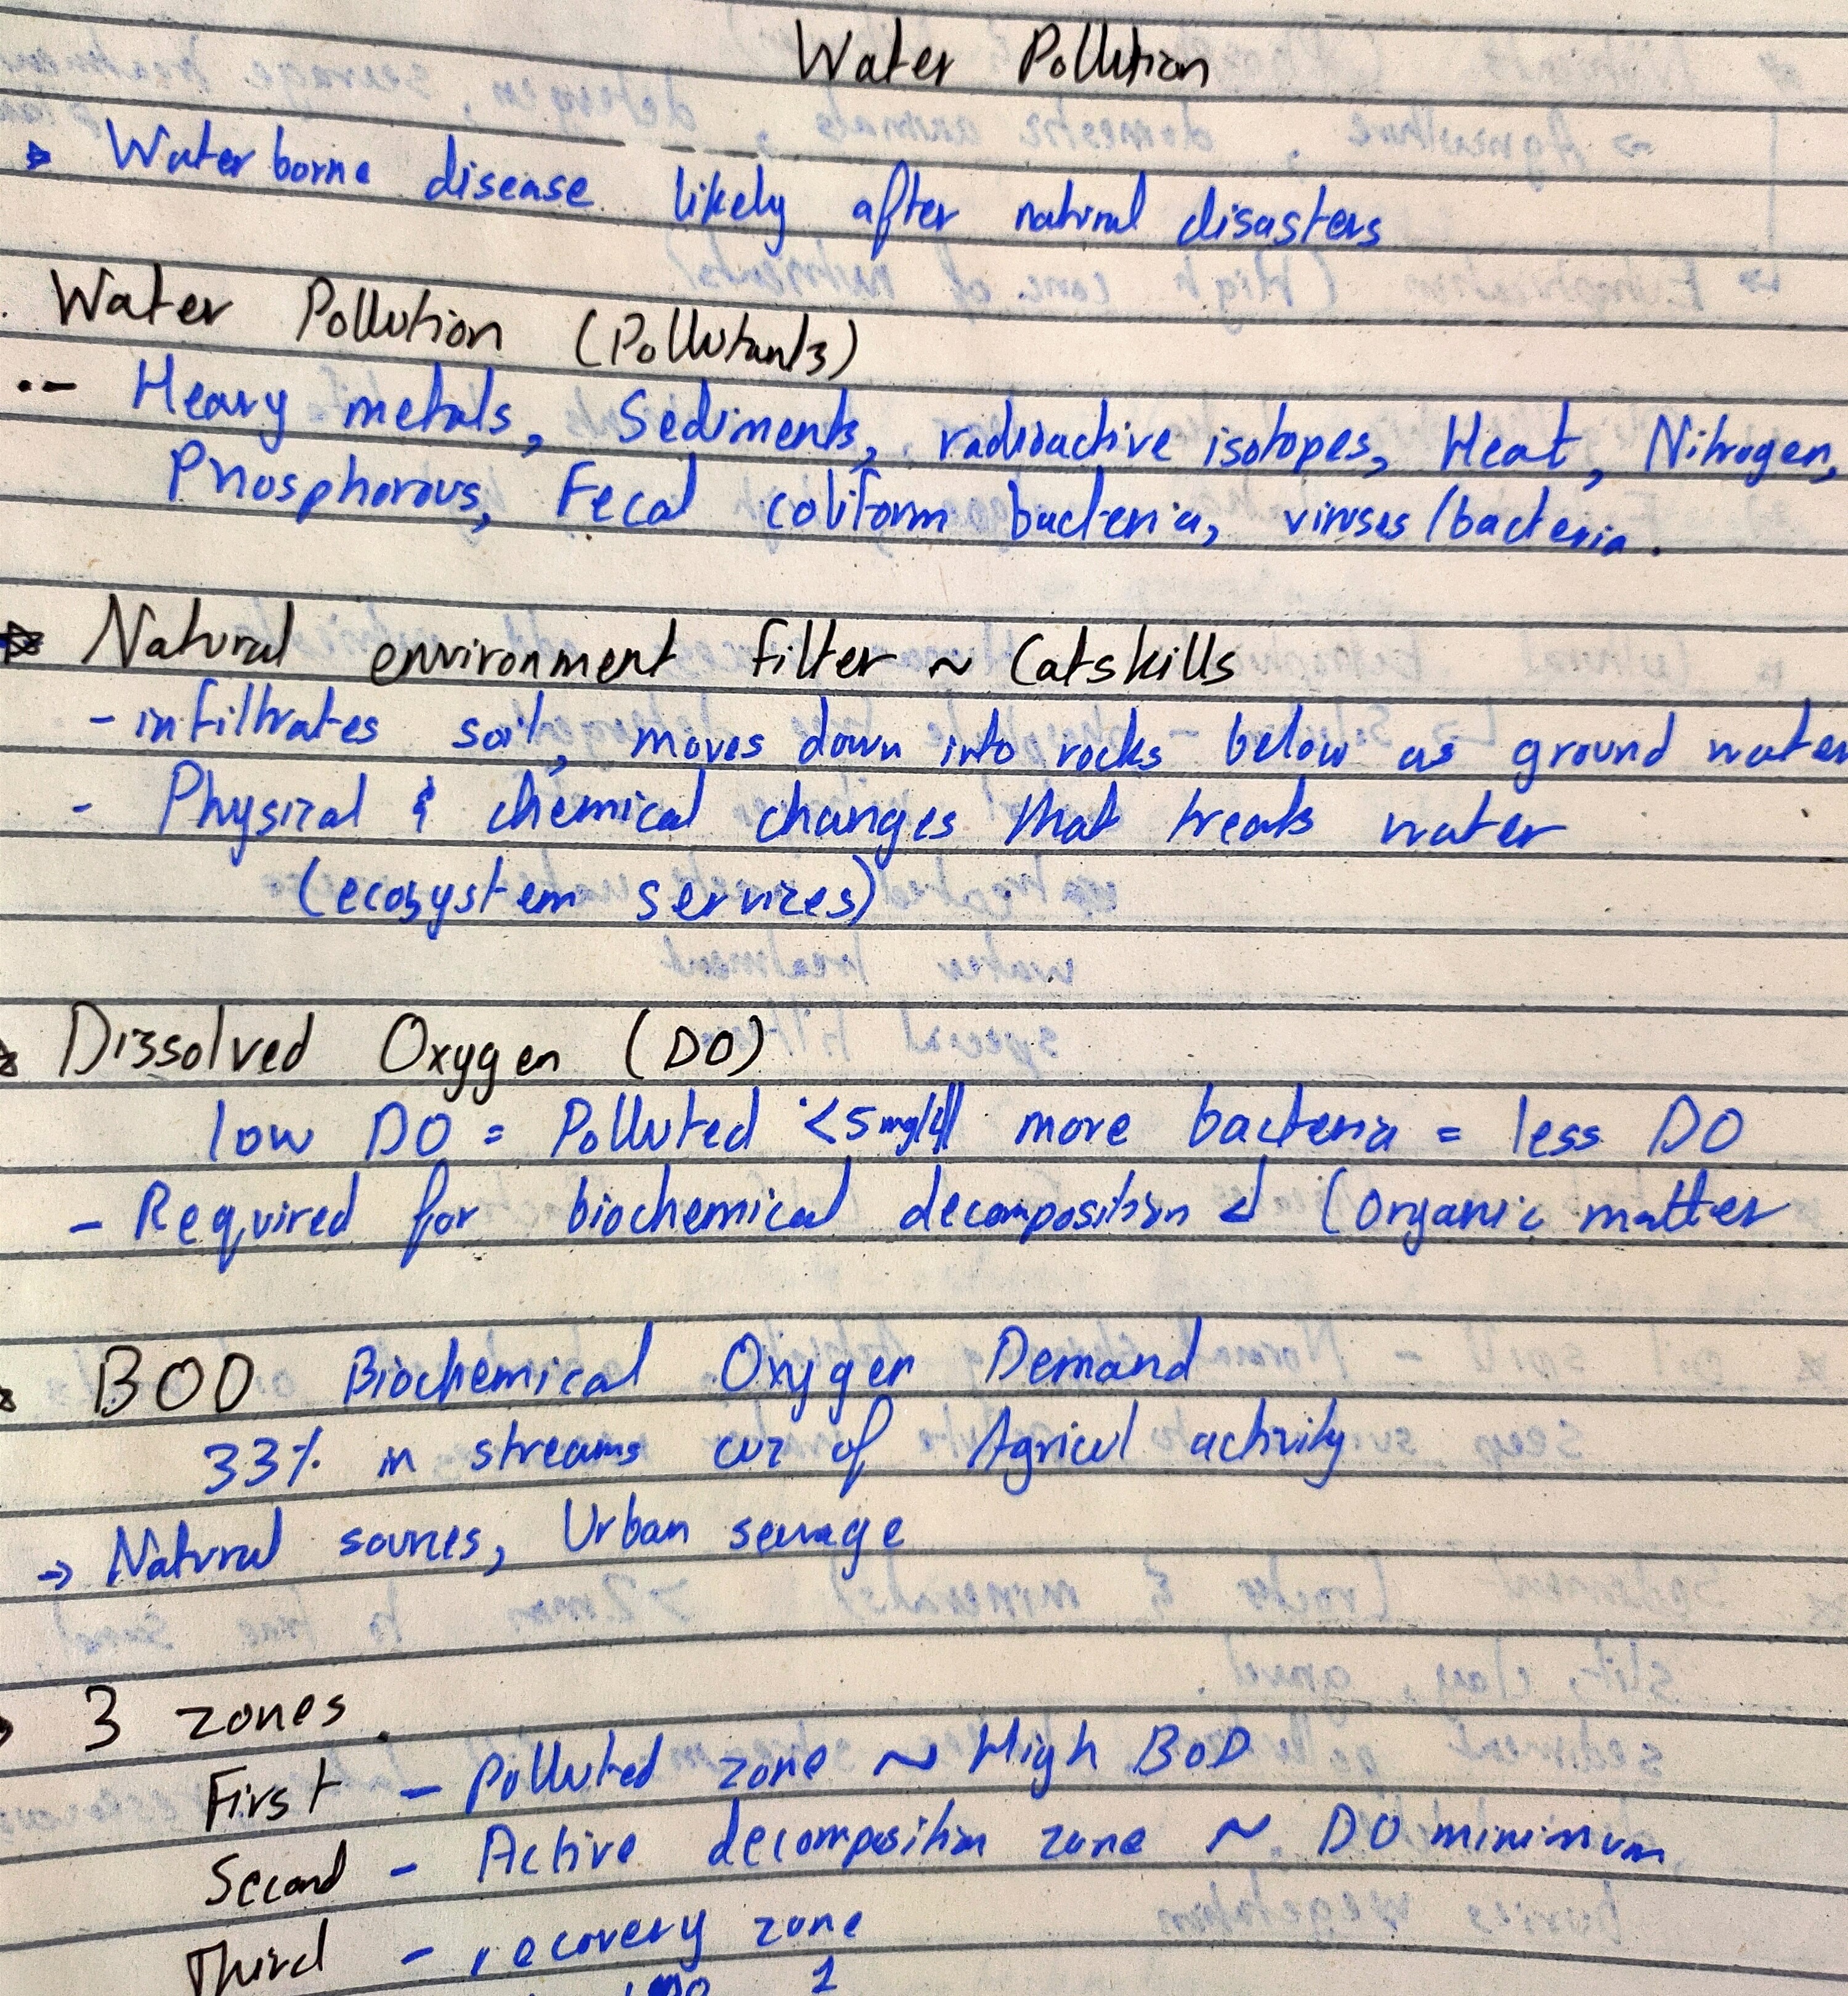 Water Pollution
Waterborne disease likely after natural disasters
Water Pollution (Pollutants)
Heavy metals, Sediments, radioactive isotopes, Heat, Nitrogen,
Phosphorous, Fecal coliform bacteria, viruses/bacteria.
Natural environment filter ~ Catskills
- infiltrates soil, moves down into rocks below as ground water
- Physical & chemical changes that treats water
(ecosystem services)
Dissolved Oxygen (DO)
low DO = Polluted <5mg/l more bacteria = less DO
- Required for biochemical decomposition (Organic matter
BOD Biochemical Oxygen Demand
33% in streams cuz of Agricul activity
→ Natural sources, Urban sewage
3 zones
First - Polluted zone ~ High BOD
Second - Active decomposition zone ~ DO minimum
Third - recovery zone